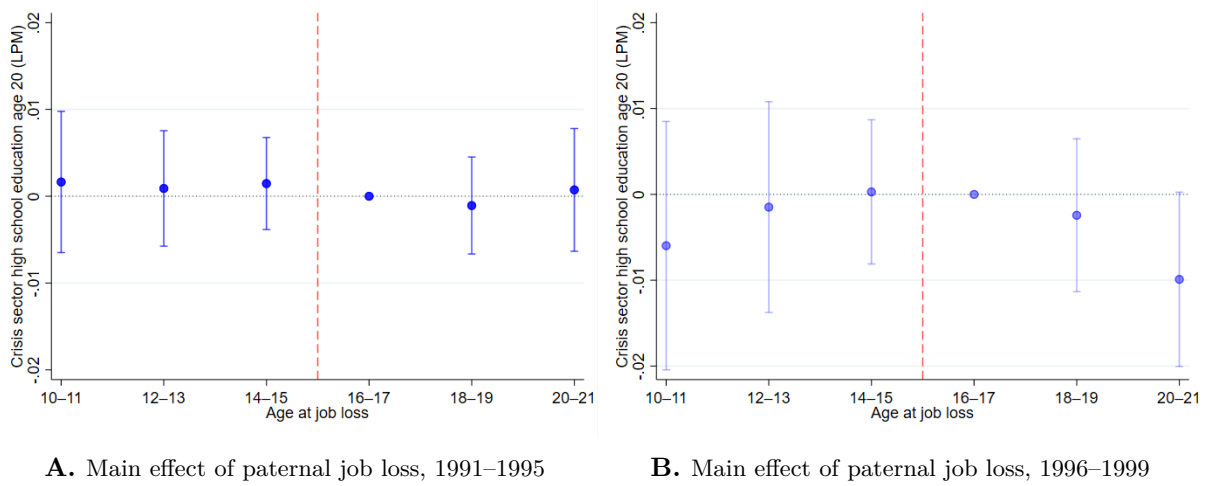 Crisis sector high school education age 20 (LPM)
.02
.01
0
-.01
-.02
10–11 12–13 14–15 16–17 18–19 20–21
Age at job loss
A. Main effect of paternal job loss, 1991–1995
Crisis sector high school education age 20 (LPM)
.02
.01
0
-.01
-.02
10–11 12–13 14–15 16–17 18–19 20–21
Age at job loss
B. Main effect of paternal job loss, 1996–1999